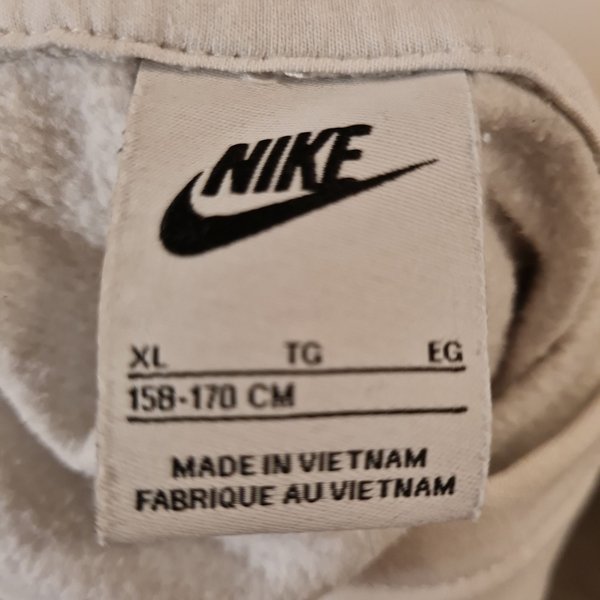 NIKE
XL TG EG
158-170 CM
MADE IN VIETNAM
FABRIQUE AU VIETNAM